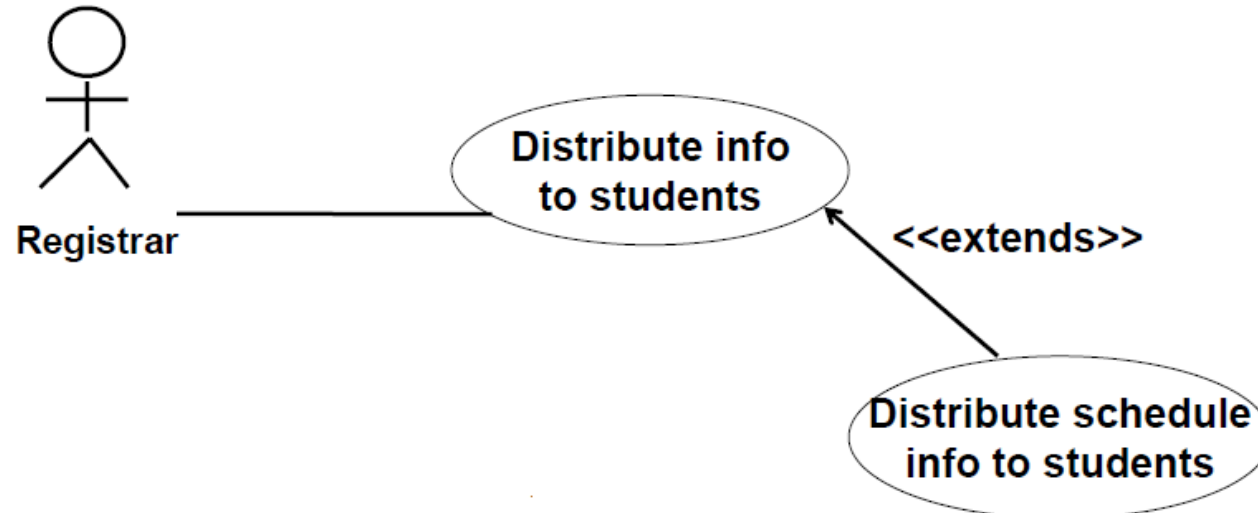 Distribute info
to students
Registrar
<<extends>>
Distribute schedule
info to students